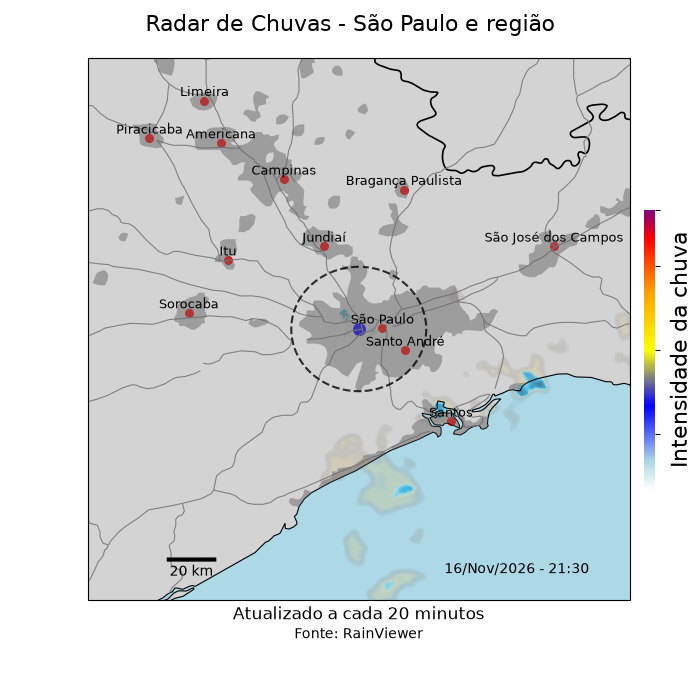 Radar de Chuvas - São Paulo e região
Limeira
Piracicaba
Americana
Campinas
Bragança Paulista
Jundiaí
São José dos Campos
Itu
Sorocaba
São Paulo
Santo André
Santos
Intensidade da chuva
16/Nov/2026 - 21:30
20 km
Atualizado a cada 20 minutos
Fonte: RainViewer